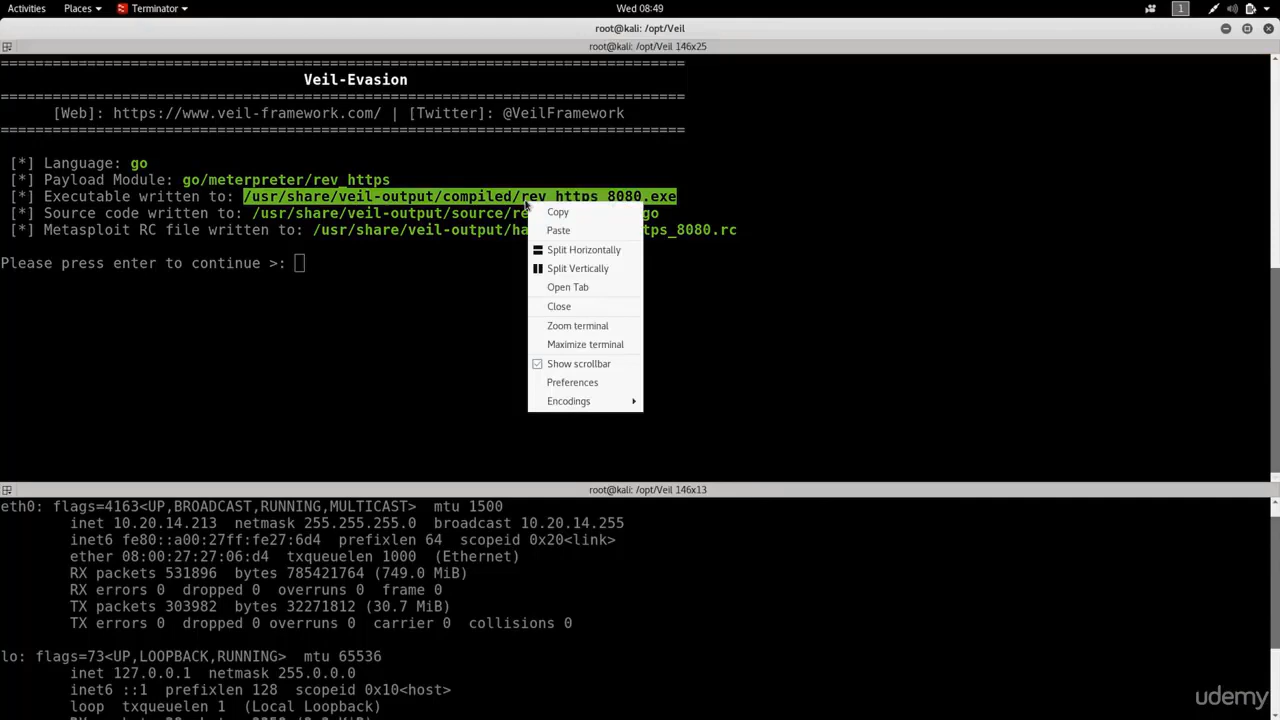 Activities Places Terminator Wed 08:49 1
root@kali: /opt/Veil
root@kali: /opt/Veil 146x25
===============================================================================
Veil-Evasion
===============================================================================
[Web]: https://www.veil-framework.com/ | [Twitter]: @VeilFramework
===============================================================================
[*] Language: go
[*] Payload Module: go/meterpreter/rev_https
[*] Executable written to: /usr/share/veil-output/compiled/rev_https_8080.exe
[*] Source code written to: /usr/share/veil-output/source/re go
[*] Metasploit RC file written to: /usr/share/veil-output/ha tps_8080.rc
Please press enter to continue >:
Copy
Paste
Split Horizontally
Split Vertically
Open Tab
Close
Zoom terminal
Maximize terminal
Show scrollbar
Preferences
Encodings
root@kali: /opt/Veil 146x13
eth0: flags=4163<UP,BROADCAST,RUNNING,MULTICAST> mtu 1500
inet 10.20.14.213 netmask 255.255.255.0 broadcast 10.20.14.255
inet6 fe80::a00:27ff:fe27:6d4 prefixlen 64 scopeid 0x20<link>
ether 08:00:27:27:06:d4 txqueuelen 1000 (Ethernet)
RX packets 531896 bytes 785421764 (749.0 MiB)
RX errors 0 dropped 0 overruns 0 frame 0
TX packets 303982 bytes 32271812 (30.7 MiB)
TX errors 0 dropped 0 overruns 0 carrier 0 collisions 0
lo: flags=73<UP,LOOPBACK,RUNNING> mtu 65536
inet 127.0.0.1 netmask 255.0.0.0
inet6 ::1 prefixlen 128 scopeid 0x10<host>
loop txqueuelen 1 (Local Loopback)
udemy